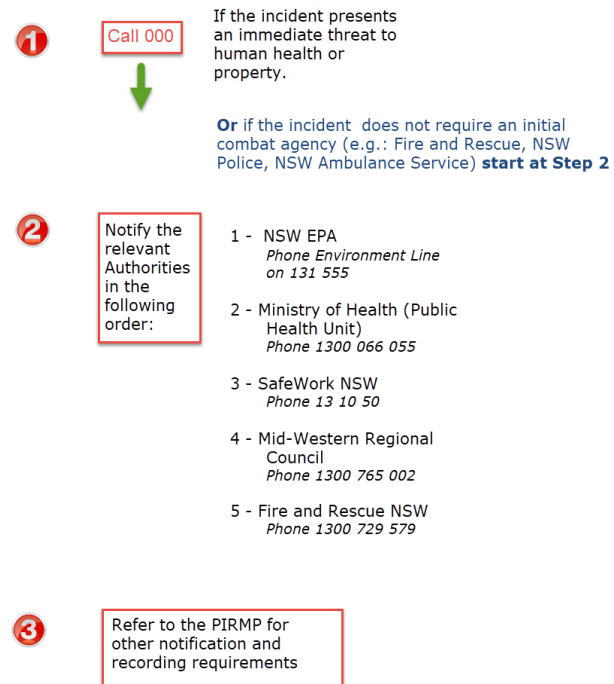 1
Call 000
If the incident presents
an immediate threat to
human health or
property.
Or if the incident does not require an initial
combat agency (e.g.: Fire and Rescue, NSW
Police, NSW Ambulance Service) start at Step 2
2
Notify the
relevant
Authorities
in the
following
order:
1 - NSW EPA
Phone Environment Line
on 131 555
2 - Ministry of Health (Public
Health Unit)
Phone 1300 066 055
3 - SafeWork NSW
Phone 13 10 50
4 - Mid-Western Regional
Council
Phone 1300 765 002
5 - Fire and Rescue NSW
Phone 1300 729 579
3
Refer to the PIRMP for
other notification and
recording requirements